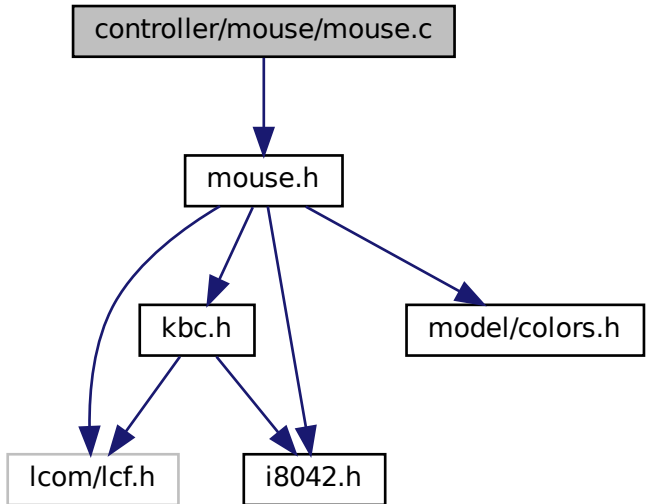 controller/mouse/mouse.c
mouse.h
kbc.h
model/colors.h
lcom/lcf.h
i8042.h